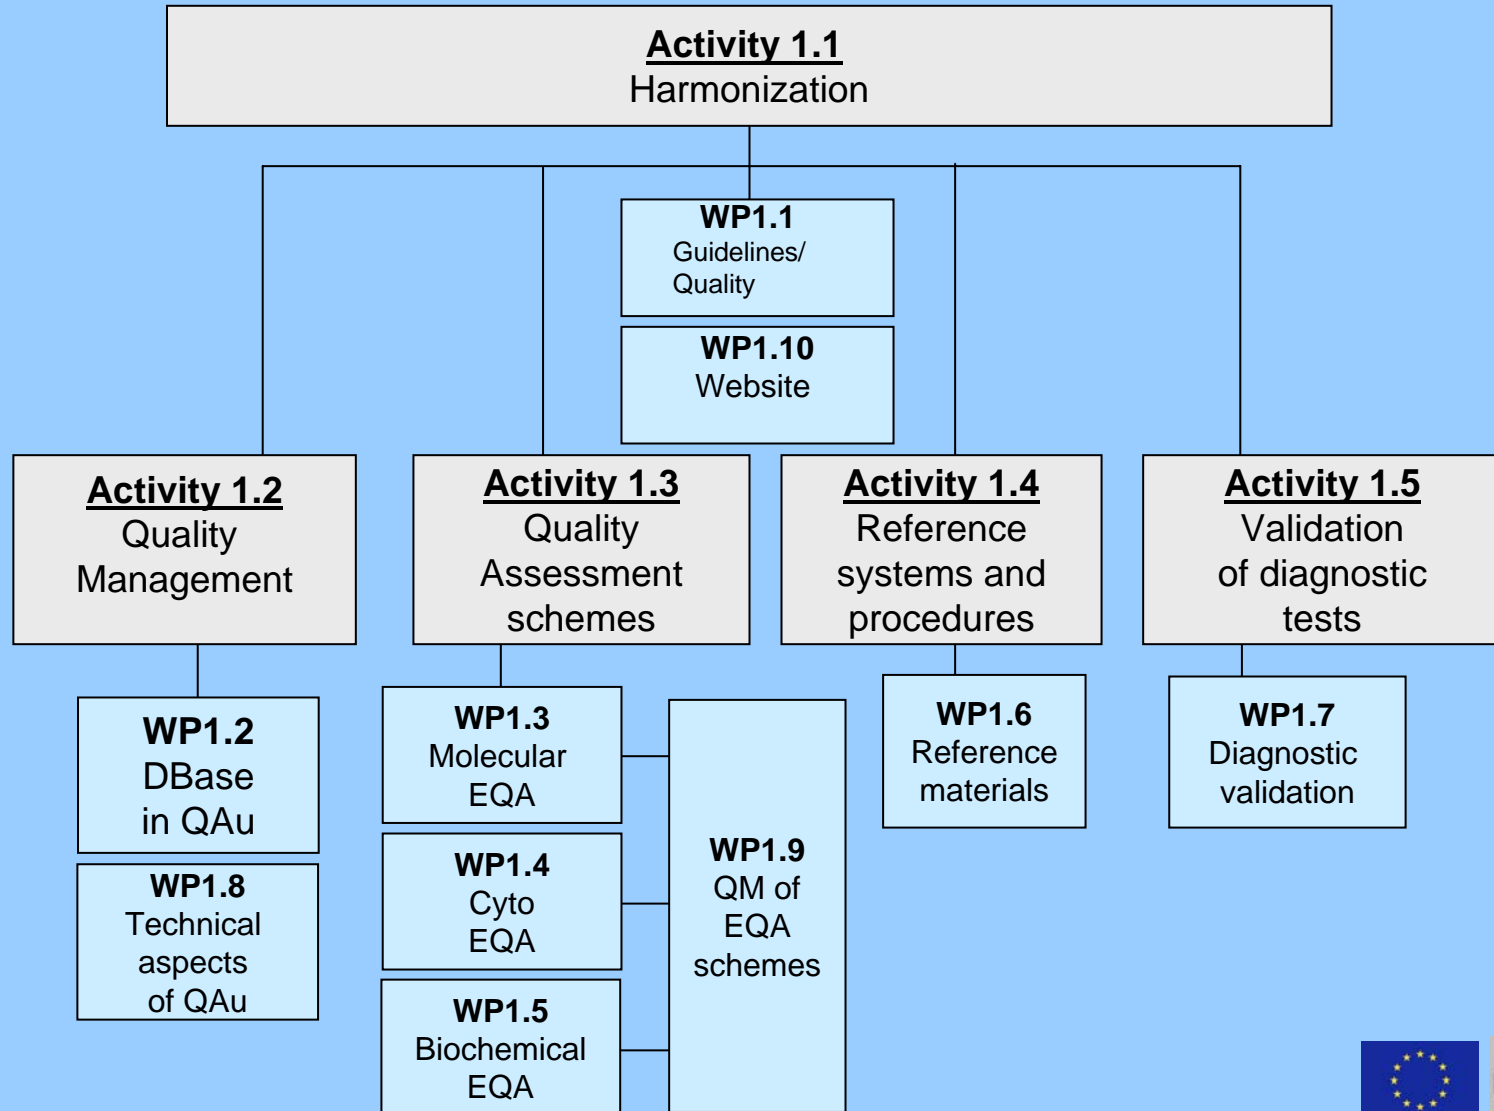 Activity 1.1
Harmonization
WP1.1
Guidelines/
Quality
WP1.10
Website
Activity 1.2
Quality
Management
Activity 1.3
Quality
Assessment
schemes
Activity 1.4
Reference
systems and
procedures
Activity 1.5
Validation
of diagnostic
tests
WP1.2
DBase
in QAu
WP1.8
Technical
aspects
of QAu
WP1.3
Molecular
EQA
WP1.4
Cyto
EQA
WP1.5
Biochemical
EQA
WP1.9
QM of
EQA
schemes
WP1.6
Reference
materials
WP1.7
Diagnostic
validation